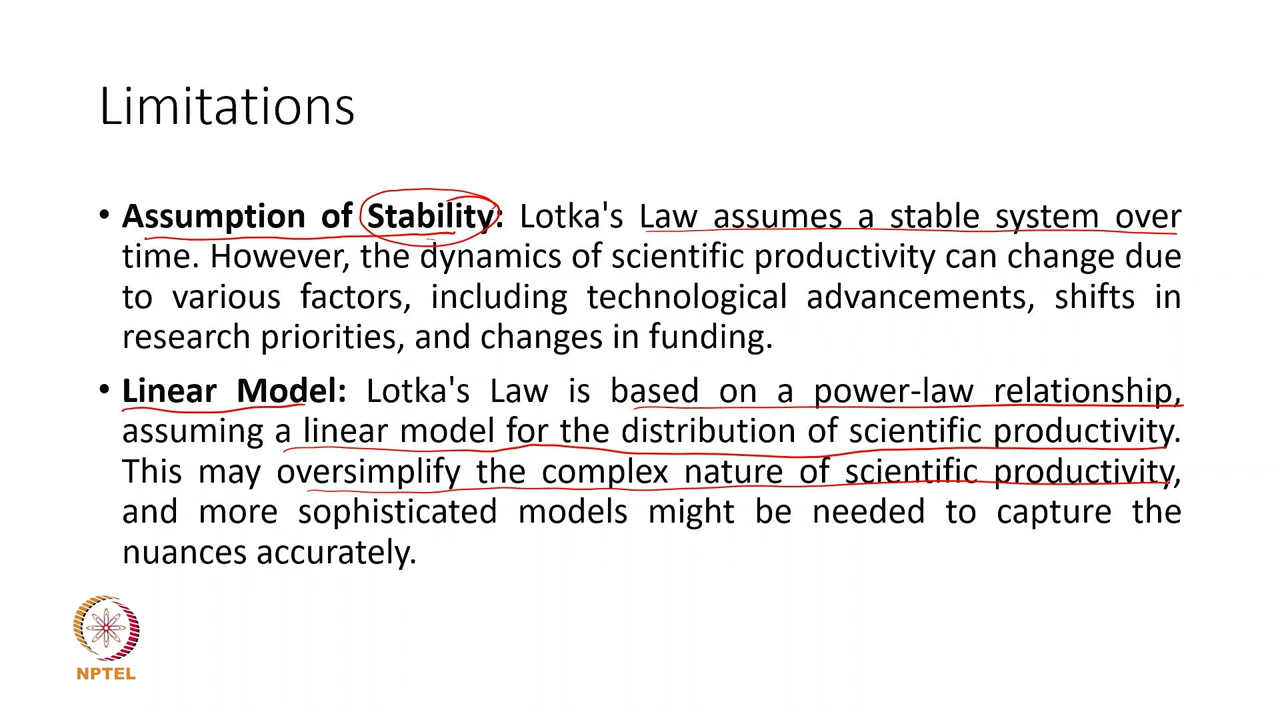 Limitations
• Assumption of Stability: Lotka's Law assumes a stable system over
time. However, the dynamics of scientific productivity can change due
to various factors, including technological advancements, shifts in
research priorities, and changes in funding.
• Linear Model: Lotka's Law is based on a power-law relationship,
assuming a linear model for the distribution of scientific productivity.
This may oversimplify the complex nature of scientific productivity,
and more sophisticated models might be needed to capture the
nuances accurately.
NPTEL